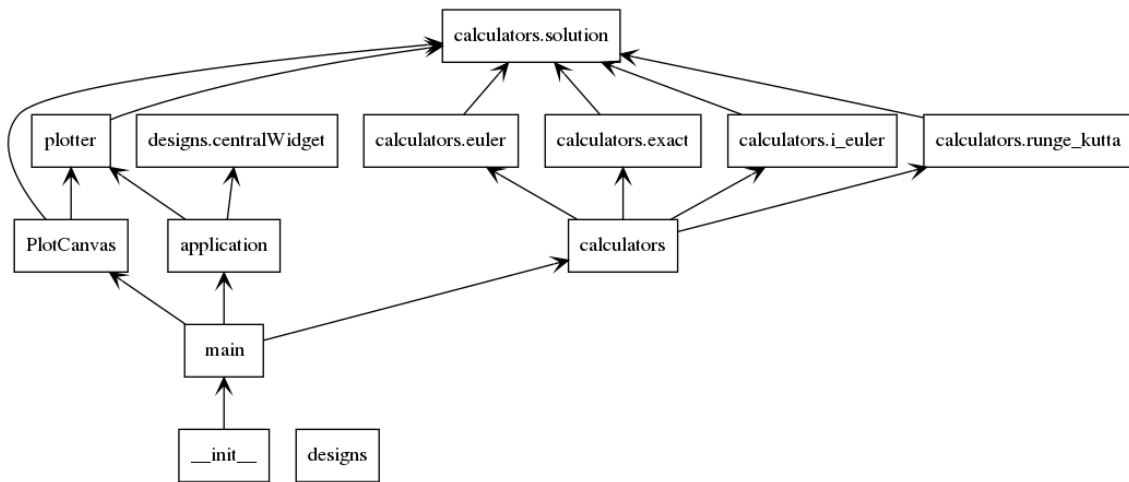 calculators.solution
plotter
designs.centralWidget
calculators.euler
calculators.exact
calculators.i_euler
calculators.runge_kutta
PlotCanvas
application
calculators
main
__init__
designs